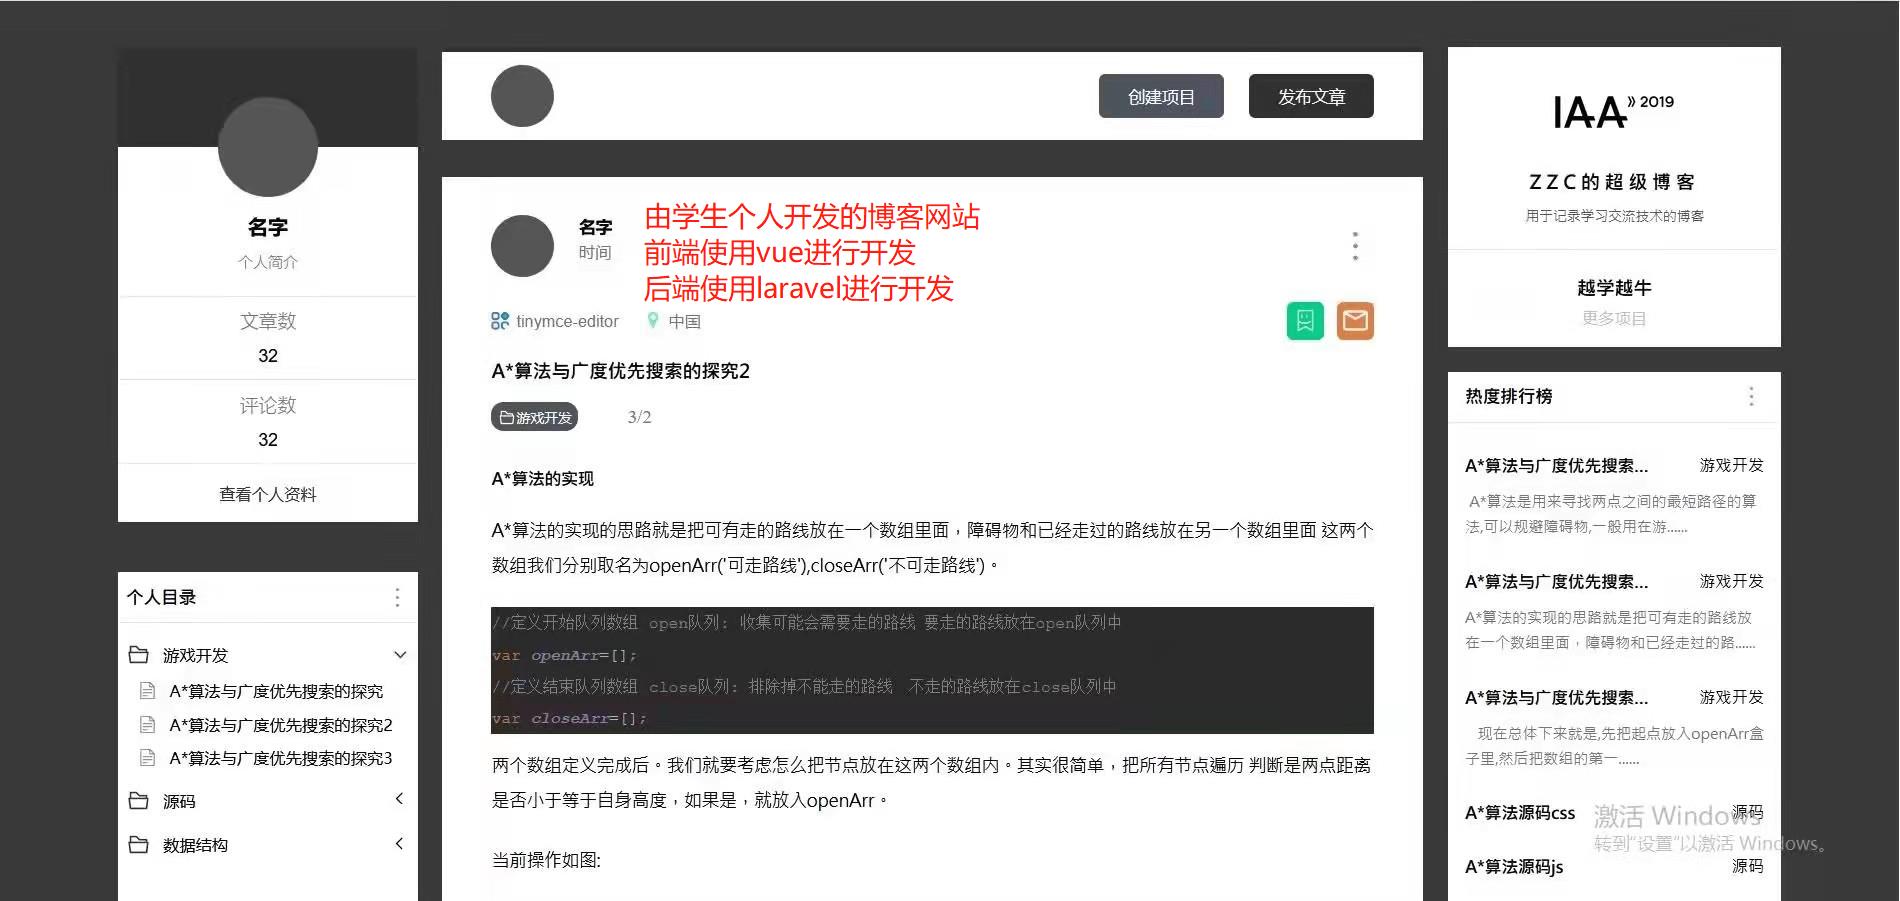 名字
个人简介
文章数
32
评论数
32
查看个人资料
个人目录
游戏开发
A*算法与广度优先搜索的探究
A*算法与广度优先搜索的探究2
A*算法与广度优先搜索的探究3
源码
数据结构
创建项目
发布文章
名字
时间
由学生个人开发的博客网站
前端使用vue进行开发
后端使用laravel进行开发
tinymce-editor 中国
A*算法与广度优先搜索的探究2
游戏开发 3/2
A*算法的实现
A*算法的实现的思路就是把可有走的路线放在一个数组里面，障碍物和已经走过的路线放在另一个数组里面 这两个
数组我们分别取名为openArr('可走路线'),closeArr('不可走路线')。
//定义开始队列数组 open队列: 收集可能会需要走的路线 要走的路线放在open队列中
var openArr=[];
//定义结束队列数组 close队列: 排除掉不能走的路线 不走的路线放在close队列中
var closeArr=[];
两个数组定义完成后。我们就要考虑怎么把节点放在这两个数组内。其实很简单，把所有节点遍历 判断是两点距离
是否小于等于自身高度，如果是，就放入openArr。
当前操作如图:
IAA» 2019
ZZC的超级博客
用于记录学习交流技术的博客
越学越牛
更多项目
热度排行榜
A*算法与广度优先搜索... 游戏开发
A*算法是用来寻找两点之间的最短路径的算
法,可以规避障碍物,一般用在游......
A*算法与广度优先搜索... 游戏开发
A*算法的实现的思路就是把可有走的路线放
在一个数组里面，障碍物和已经走过的路......
A*算法与广度优先搜索... 游戏开发
现在总体下来就是,先把起点放入openArr盒
子里,然后把数组的第一......
A*算法源码css 源码
A*算法源码js 源码
激活 Windows
转到"设置"以激活 Windows。